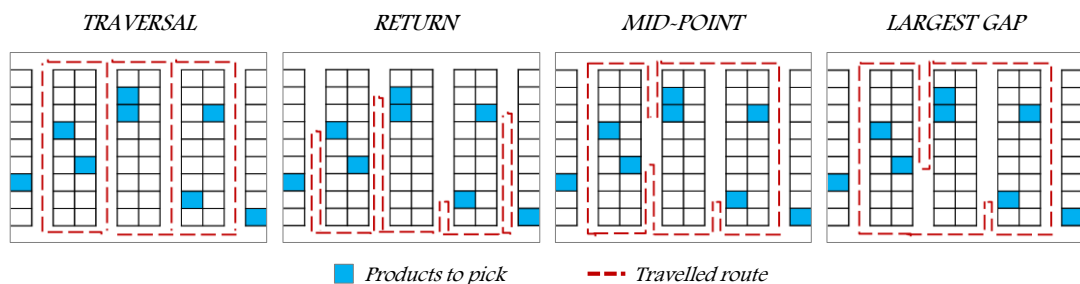 TRAVERSAL
RETURN
MID-POINT
LARGEST GAP
Products to pick
Travelled route